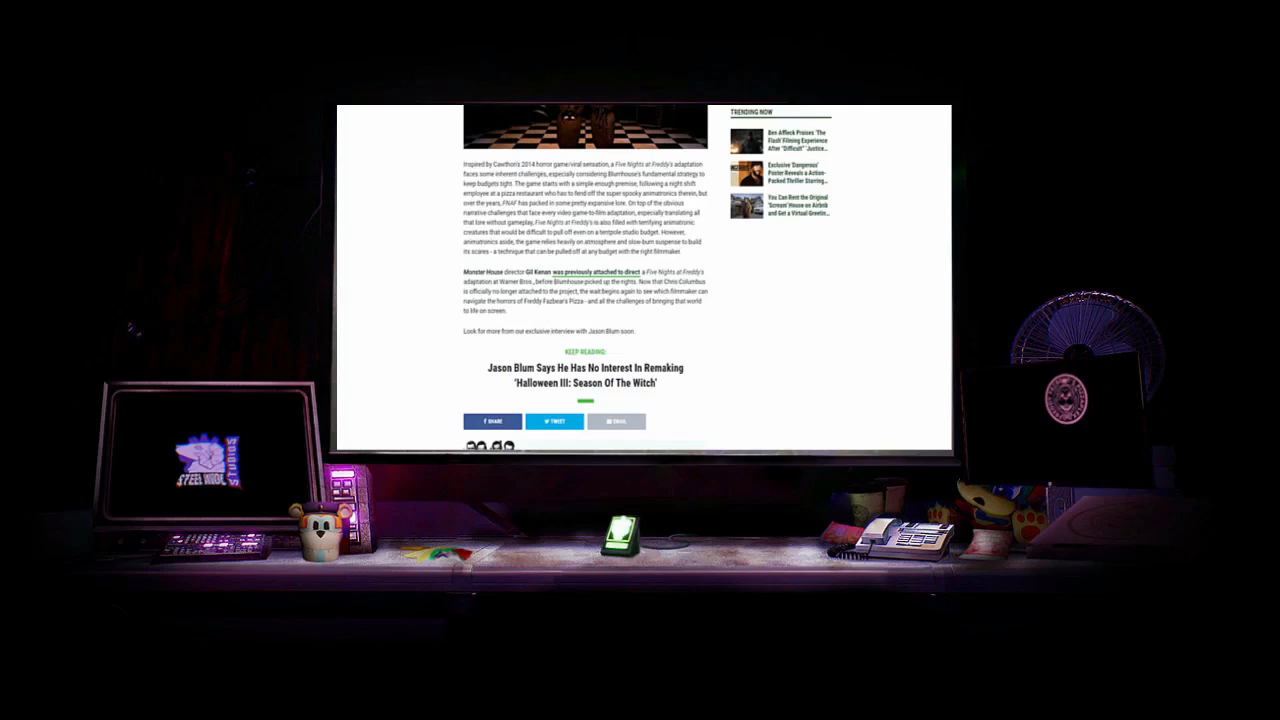 TRENDING NOW
Ben Affleck Praises 'The
Flash' Filming Experience
After "Difficult" 'Justice...
Exclusive 'Dangerous'
Poster Reveals a Action-
Packed Thriller Starring...
You Can Rent the Original
'Scream' House on Airbnb
and Get a Virtual Greetin...
Inspired by Cawthon's 2014 horror game/viral sensation, a Five Nights at Freddy's adaptation
faces some inherent challenges, especially considering Blumhouse's fundamental strategy to
keep budgets tight. The game starts with a simple enough premise, following a night shift
employee at a pizza restaurant who has to fend off the super spooky animatronics therein, but
over the years, FNAF has packed in some pretty expansive lore. On top of the obvious
narrative challenges that face every video game-to-film adaptation, especially translating all
that lore without gameplay, Five Nights at Freddy's is also filled with terrifying animatronic
creatures that would be difficult to pull off even on a tentpole studio budget. However,
animatronics aside, the game relies heavily on atmosphere and slow-burn suspense to build
its scares - a technique that can be pulled off at any budget with the right filmmaker.
Monster House director Gil Kenan was previously attached to direct a Five Nights at Freddy's
adaptation at Warner Bros., before Blumhouse picked up the rights. Now that Chris Columbus
is officially no longer attached to the project, the wait begins again to see which filmmaker can
navigate the horrors of Freddy Fazbear's Pizza - and all the challenges of bringing that world
to life on screen.
Look for more from our exclusive interview with Jason Blum soon.
KEEP READING:
Jason Blum Says He Has No Interest In Remaking
'Halloween III: Season Of The Witch'
SHARE
TWEET
EMAIL
STEEL WOOL
STUDIOS